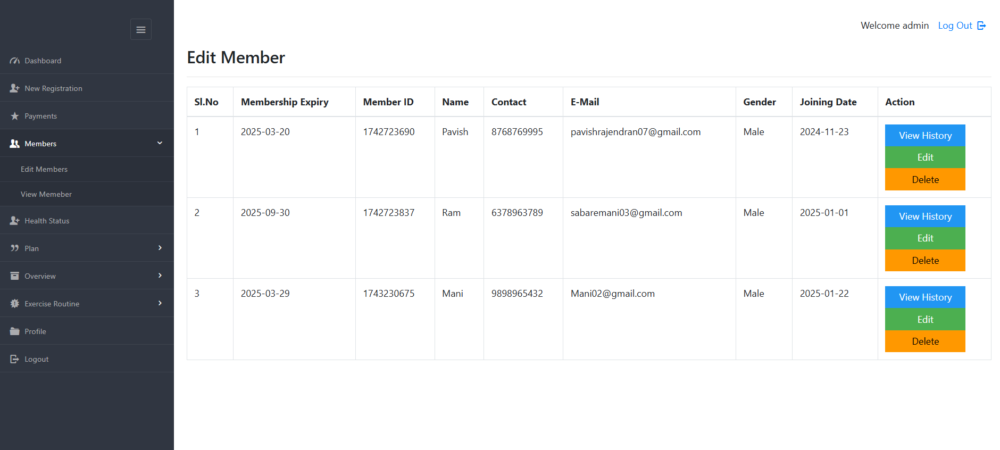 Welcome admin Log Out
Dashboard
New Registration
Payments
Members
Edit Members
View Memeber
Health Status
Plan
Overview
Exercise Routine
Profile
Logout
Edit Member
Sl.No Membership Expiry Member ID Name Contact E-Mail Gender Joining Date Action
1 2025-03-20 1742723690 Pavish 8768769995 pavishrajendran07@gmail.com Male 2024-11-23 View History
Edit
Delete
2 2025-09-30 1742723837 Ram 6378963789 sabaremani03@gmail.com Male 2025-01-01 View History
Edit
Delete
3 2025-03-29 1743230675 Mani 9898965432 Mani02@gmail.com Male 2025-01-22 View History
Edit
Delete